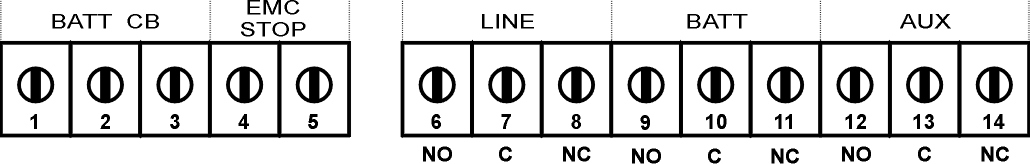 BATT CB EMC STOP LINE BATT AUX
1 2 3 4 5 6 7 8 9 10 11 12 13 14
NO C NC NO C NC NO C NC